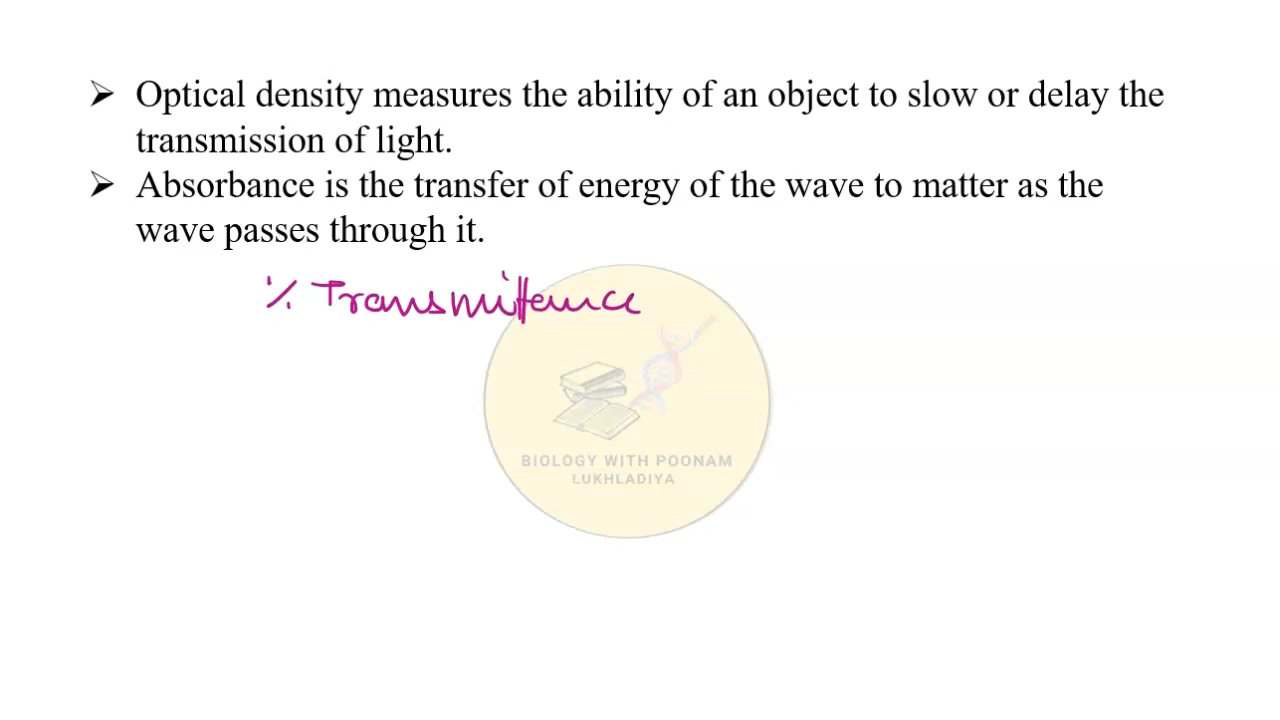 ➢ Optical density measures the ability of an object to slow or delay the
transmission of light.
➢ Absorbance is the transfer of energy of the wave to matter as the
wave passes through it.
% Transmittance
BIOLOGY WITH POONAM
LUKHLADIYA